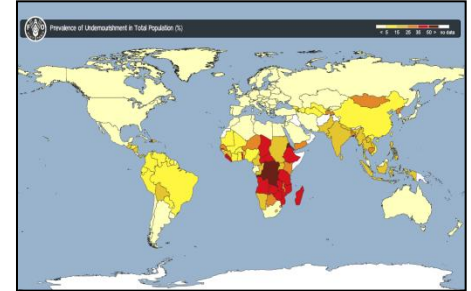 Prevalence of Undernourishment in Total Population (%)
< 5 15 25 35 50 > no data